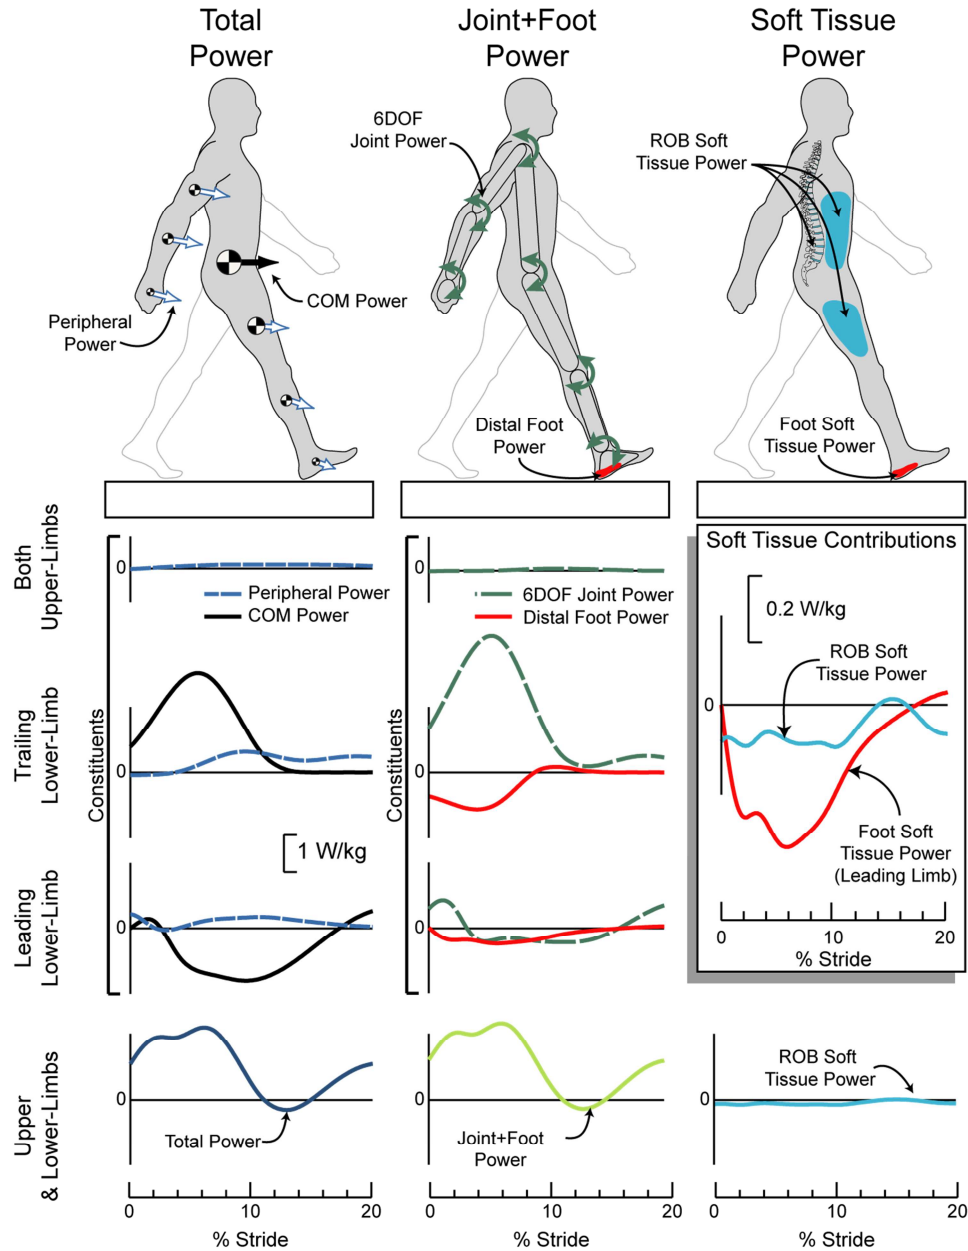 Total
Power
Joint+Foot
Power
Soft Tissue
Power
6DOF
Joint Power
ROB Soft
Tissue Power
COM Power
Peripheral
Power
Distal Foot
Power
Foot Soft
Tissue Power
Both
Upper-Limbs
Constituents
0
Peripheral Power
COM Power
Constituents
0
6DOF Joint Power
Distal Foot Power
Soft Tissue Contributions
0.2 W/kg
ROB Soft
Tissue Power
0
Foot Soft
Tissue Power
(Leading Limb)
0
10
20
% Stride
Trailing
Lower-Limb
0
0
1 W/kg
Leading
Lower-Limb
0
0
Upper
& Lower-Limbs
0
Total Power
0
Joint+Foot
Power
0
ROB Soft
Tissue Power
0
10
20
% Stride
0
10
20
% Stride
0
10
20
% Stride